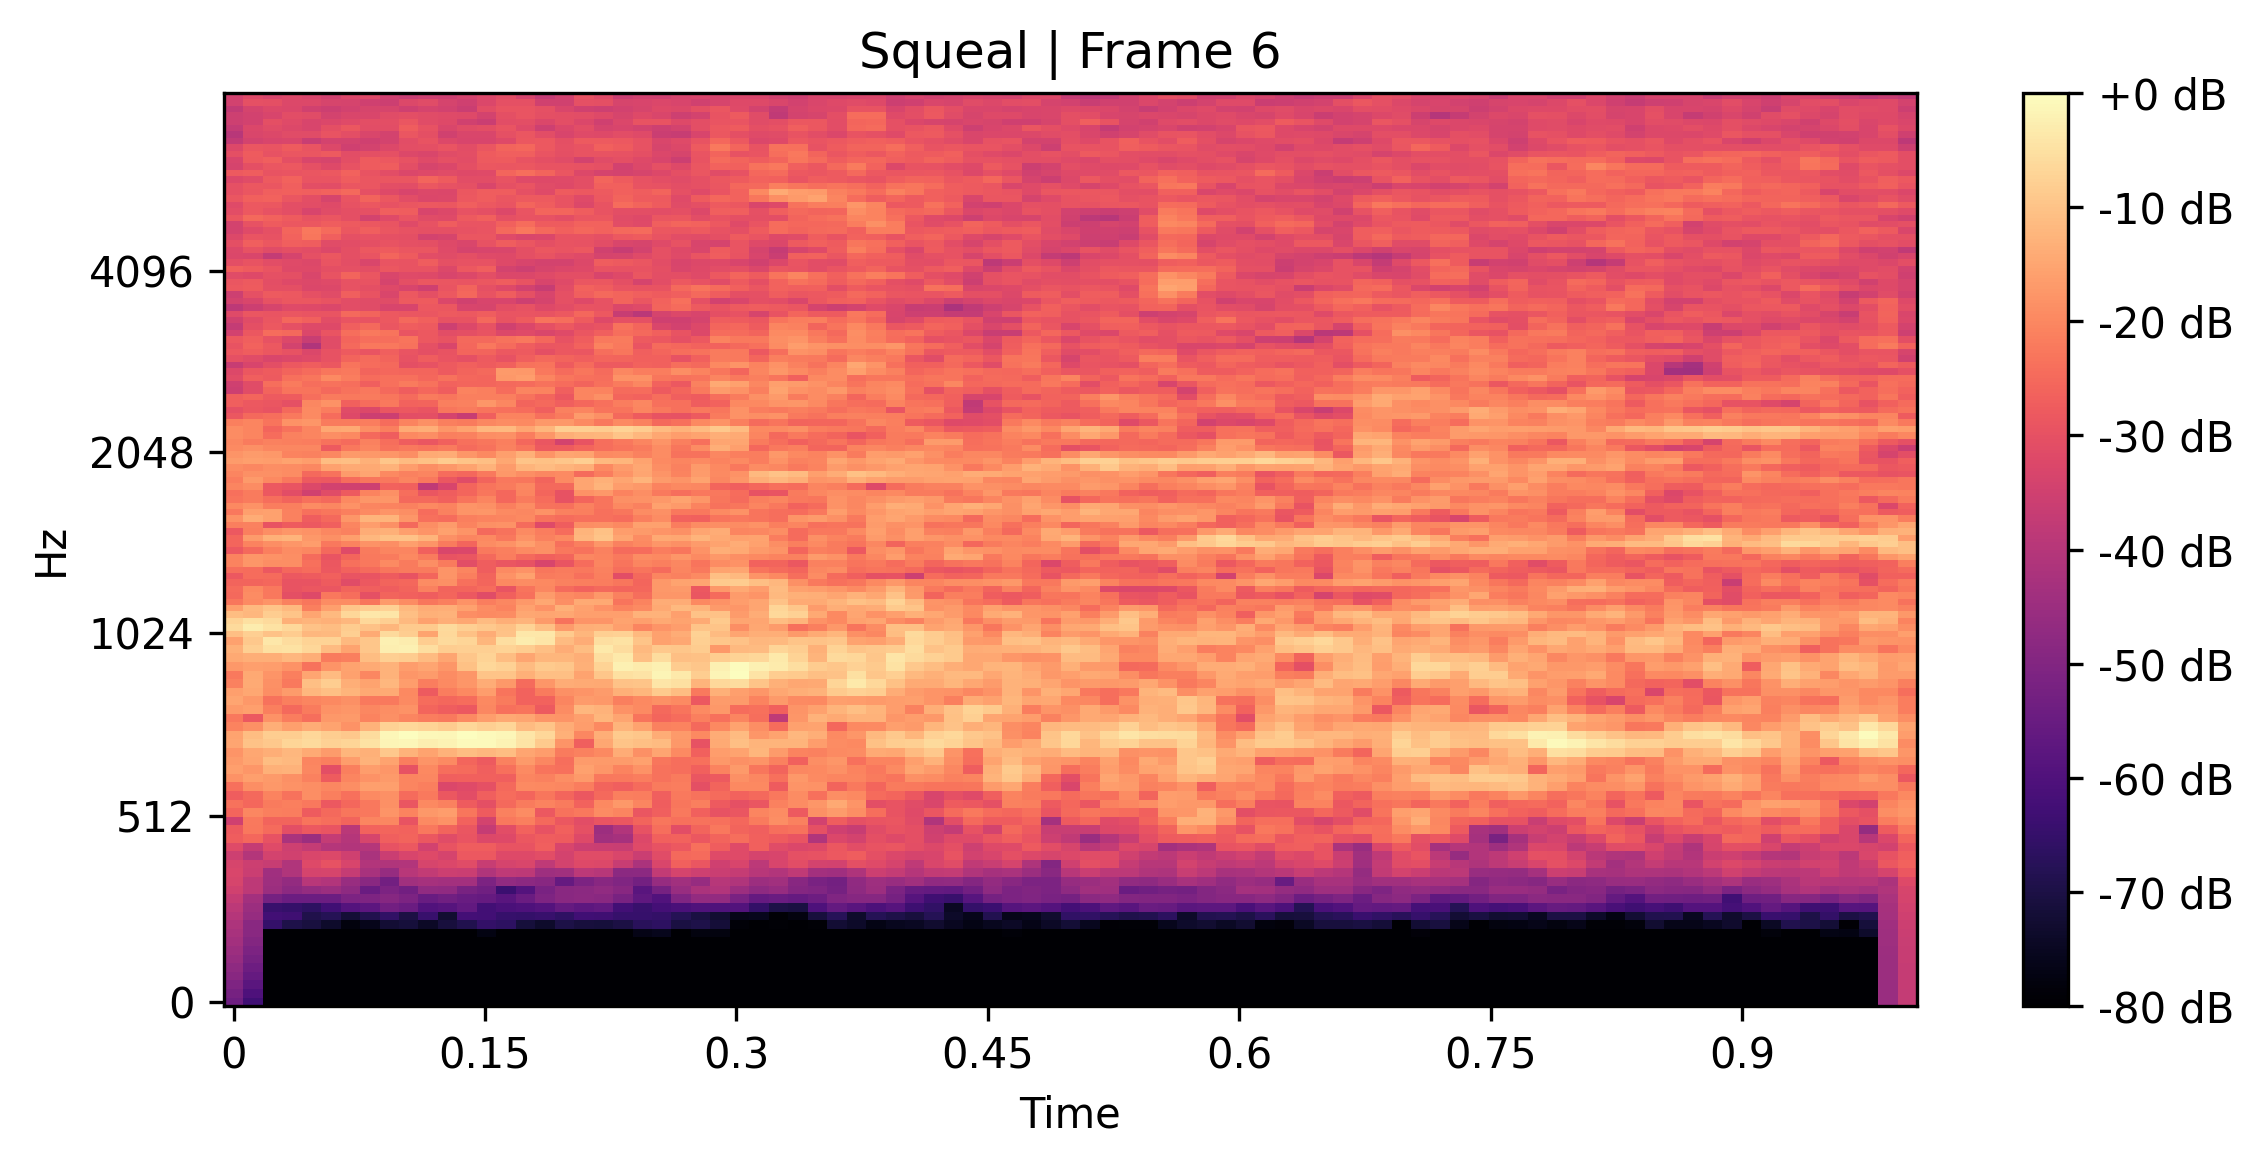 Squeal | Frame 6
+0 dB
-10 dB
-20 dB
-30 dB
-40 dB
-50 dB
-60 dB
-70 dB
-80 dB
Hz
4096
2048
1024
512
0
0 0.15 0.3 0.45 0.6 0.75 0.9
Time